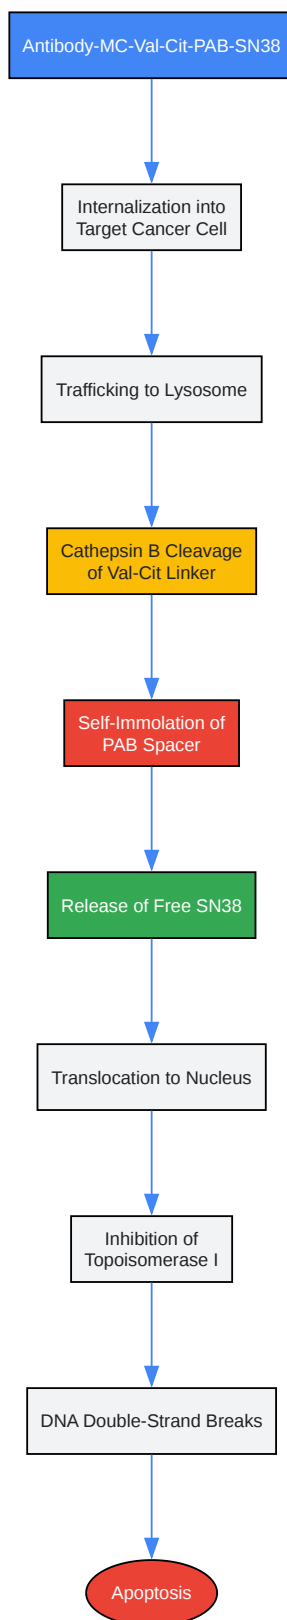 Antibody-MC-Val-Cit-PAB-SN38
Internalization into
Target Cancer Cell
Trafficking to Lysosome
Cathepsin B Cleavage
of Val-Cit Linker
Self-Immolation of
PAB Spacer
Release of Free SN38
Translocation to Nucleus
Inhibition of
Topoisomerase I
DNA Double-Strand Breaks
Apoptosis